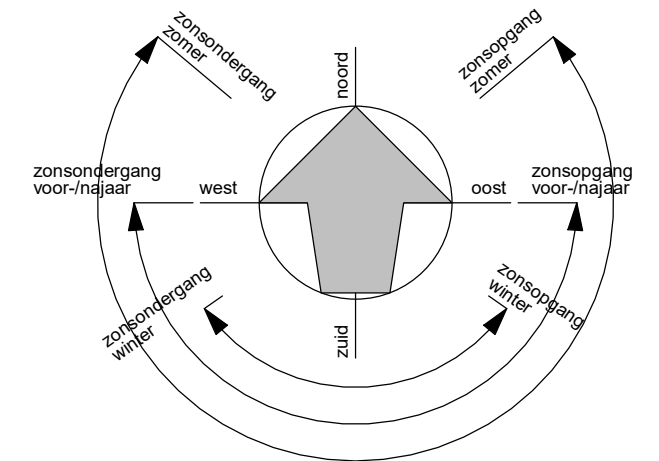 zonsondergang
zomer
noord
zonsopgang
zomer
zonsondergang
voor-/najaar
west
oost
zonsopgang
voor-/najaar
zonsondergang
winter
zuid
zonsopgang
winter